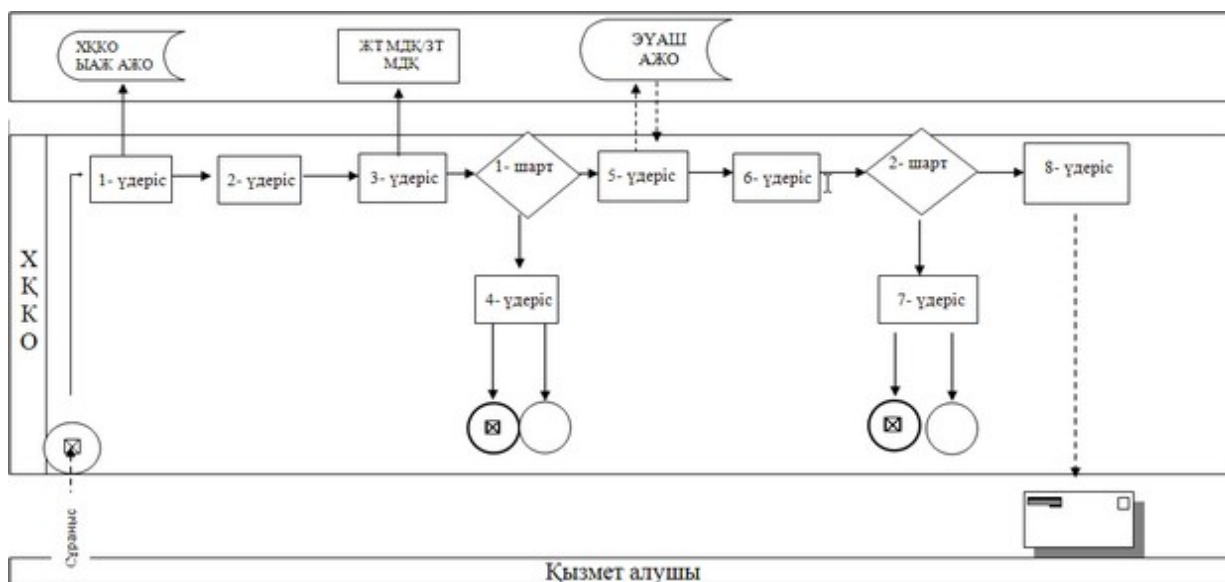 ХҚКО
ЫАЖ АЖО
ЖТ МДҚ/ЗТ
МДҚ
ЭҮАШ
АЖО
1- үдеріс
2- үдеріс
3- үдеріс
1- шарт
5- үдеріс
6- үдеріс
2- шарт
8- үдеріс
4- үдеріс
7- үдеріс
Х
Қ
К
О
Сұраныс
Қызмет алушы